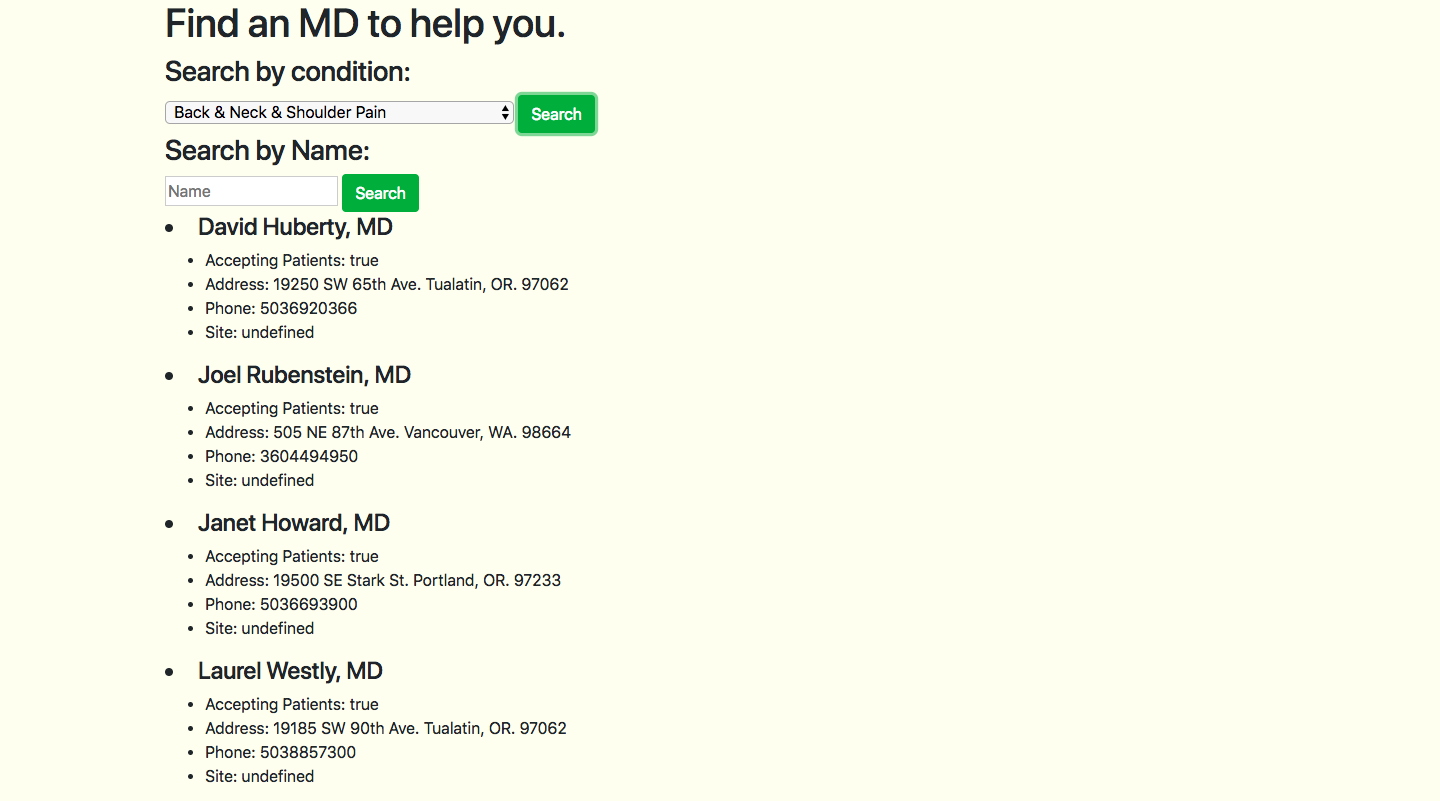 Find an MD to help you.
Search by condition:
Back & Neck & Shoulder Pain Search
Search by Name:
Name Search
David Huberty, MD
Accepting Patients: true
Address: 19250 SW 65th Ave. Tualatin, OR. 97062
Phone: 5036920366
Site: undefined
Joel Rubenstein, MD
Accepting Patients: true
Address: 505 NE 87th Ave. Vancouver, WA. 98664
Phone: 3604494950
Site: undefined
Janet Howard, MD
Accepting Patients: true
Address: 19500 SE Stark St. Portland, OR. 97233
Phone: 5036693900
Site: undefined
Laurel Westly, MD
Accepting Patients: true
Address: 19185 SW 90th Ave. Tualatin, OR. 97062
Phone: 5038857300
Site: undefined